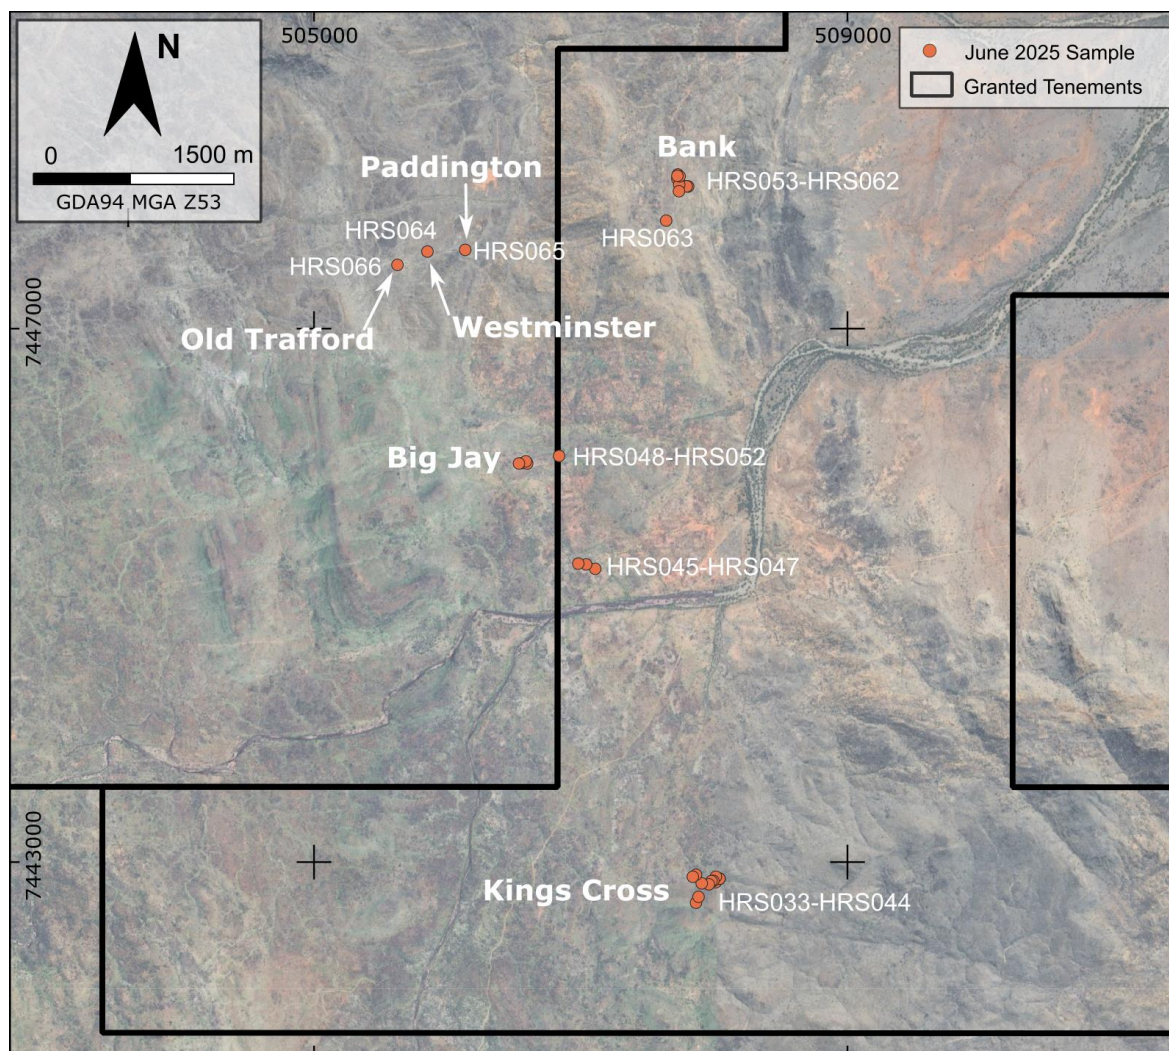 505000
509000
N
0 1500 m
GDA94 MGA Z53
June 2025 Sample
Granted Tenements
Bank
HRS053-HRS062
Paddington
HRS064
HRS063
HRS065
HRS066
7447000
Old Trafford
Westminster
Big Jay
HRS048-HRS052
HRS045-HRS047
7443000
Kings Cross
HRS033-HRS044